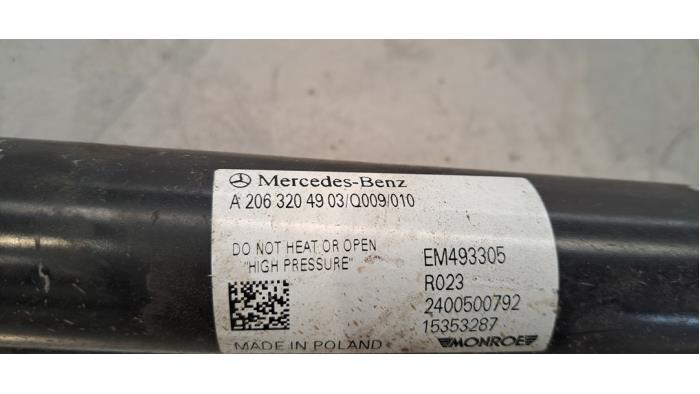 Mercedes-Benz
A 206 320 49 03/Q009/010
DO NOT HEAT OR OPEN
"HIGH PRESSURE"
EM493305
R023
2400500792
15353287
MADE IN POLAND
MONROE